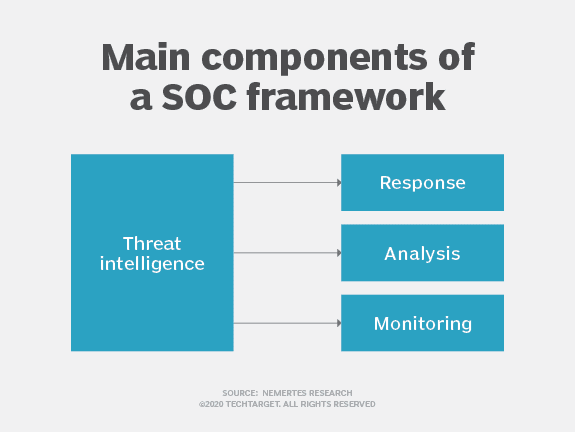 Main components of
a SOC framework
Threat
intelligence
Response
Analysis
Monitoring
SOURCE: NEMERTES RESEARCH
©2020 TECHTARGET. ALL RIGHTS RESERVED